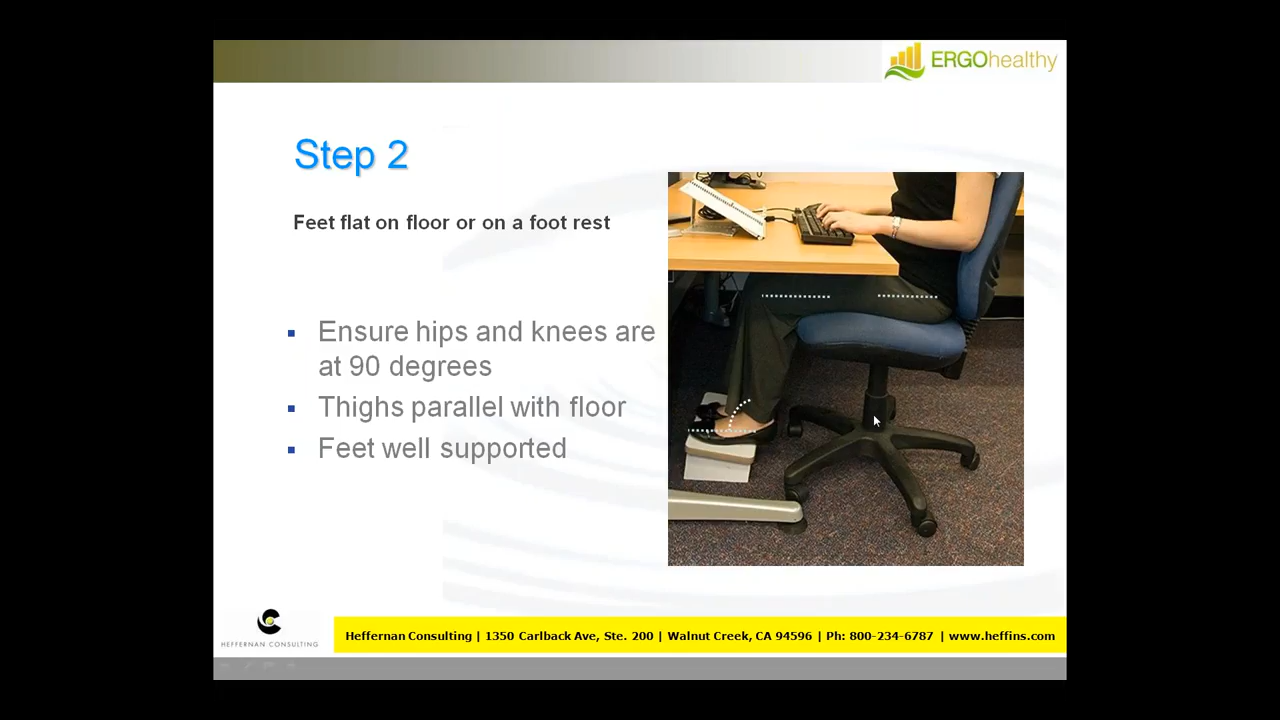 ERGOhealthy
Step 2
Feet flat on floor or on a foot rest
▪ Ensure hips and knees are
at 90 degrees
▪ Thighs parallel with floor
▪ Feet well supported
HEFFERNAN CONSULTING
Heffernan Consulting | 1350 Carlback Ave, Ste. 200 | Walnut Creek, CA 94596 | Ph: 800-234-6787 | www.heffins.com